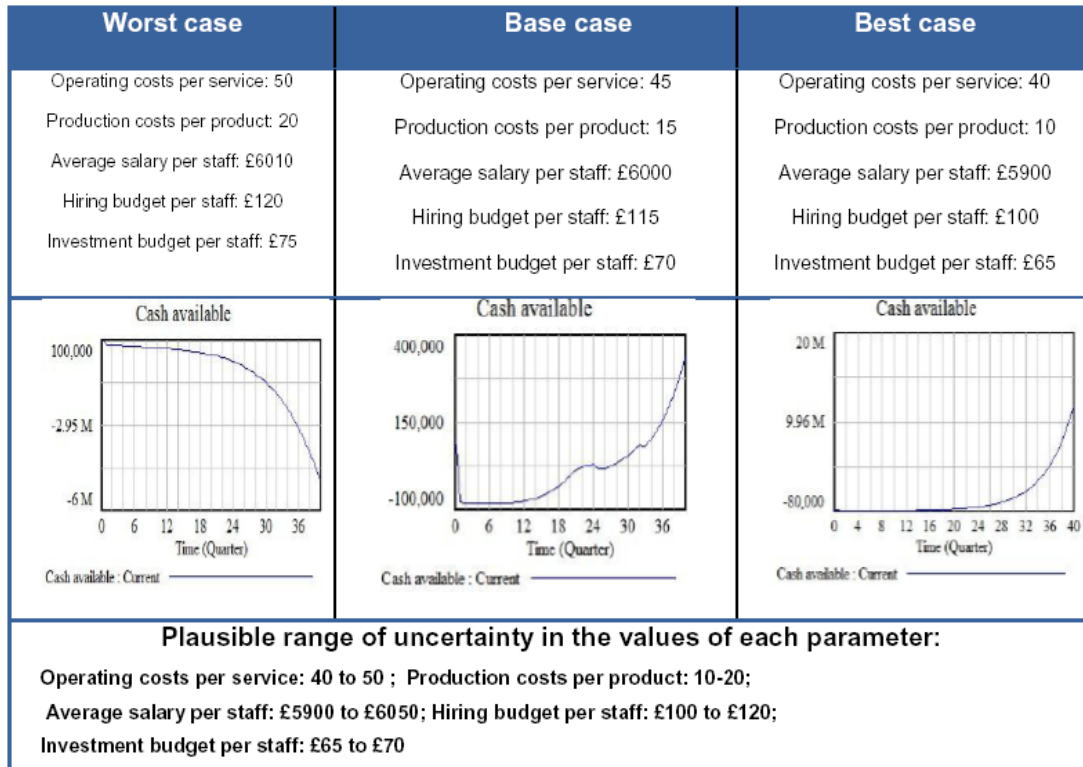 Worst case
Base case
Best case
Operating costs per service: 50
Production costs per product: 20
Average salary per staff: £6010
Hiring budget per staff: £120
Investment budget per staff: £75
Operating costs per service: 45
Production costs per product: 15
Average salary per staff: £6000
Hiring budget per staff: £115
Investment budget per staff: £70
Operating costs per service: 40
Production costs per product: 10
Average salary per staff: £5900
Hiring budget per staff: £100
Investment budget per staff: £65
Cash available
100,000
-2.95 M
-6 M
0 6 12 18 24 30 36
Time (Quarter)
Cash available : Current
Cash available
400,000
150,000
-100,000
0 6 12 18 24 30 36
Time (Quarter)
Cash available : Current
Cash available
20 M
9.96 M
-80,000
0 4 8 12 16 20 24 28 32 36 40
Time (Quarter)
Cash available : Current
Plausible range of uncertainty in the values of each parameter:
Operating costs per service: 40 to 50 ; Production costs per product: 10-20;
Average salary per staff: £5900 to £6050; Hiring budget per staff: £100 to £120;
Investment budget per staff: £65 to £70